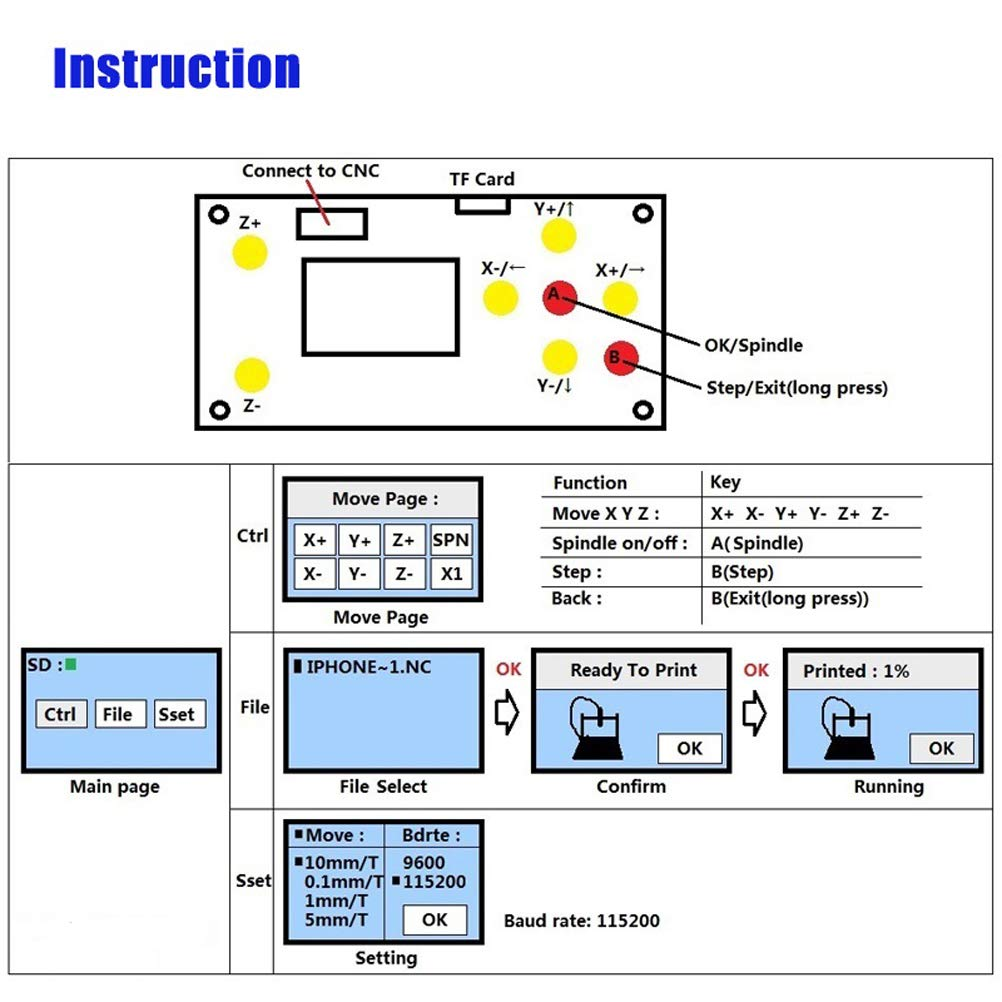 Instruction
Connect to CNC
TF Card
Z+
Y+/↑
X-/←
X+/→
A
OK/Spindle
B
Y-/↓
Step/Exit(long press)
Z-
Ctrl
Move Page :
X+ Y+ Z+ SPN
X- Y- Z- X1
Move Page
Function Key
Move X Y Z : X+ X- Y+ Y- Z+ Z-
Spindle on/off : A(Spindle)
Step : B(Step)
Back : B(Exit(long press))
SD :
Ctrl File Sset
Main page
File
IPHONE~1.NC
File Select
OK
Ready To Print
OK
Confirm
OK
Printed : 1%
OK
Running
Sset
Move : Bdrte :
10mm/T 9600
0.1mm/T 115200
1mm/T
5mm/T OK
Setting
Baud rate: 115200